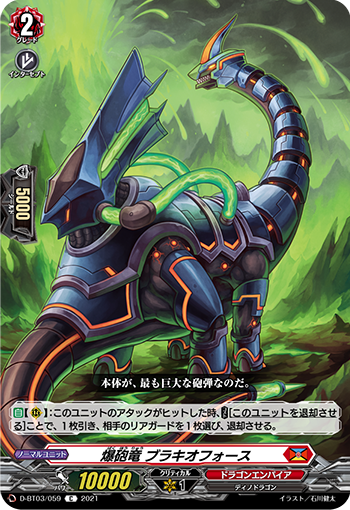 2
グレード
インターセプト
5000
シールド
本体が、最も巨大な砲弾なのだ。
自【(R)】：このユニットのアタックがヒットした時、【このユニットを退却させる】ことで、1枚引き、相手のリアガードを1枚選び、退却させる。
ノーマルユニット
爆砲竜 ブラキオフォース
ドラゴンエンパイア
パワー
10000
クリティカル
1
ティノドラゴン
D-BT03/059 C 2021
イラスト/石川健太